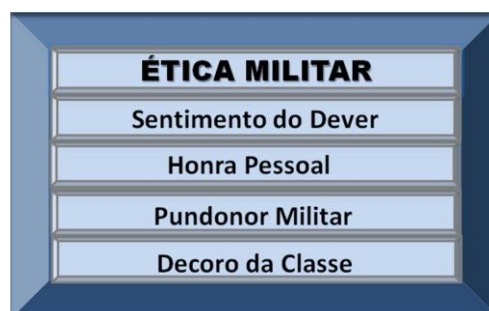 ÉTICA MILITAR
Sentimento do Dever
Honra Pessoal
Pundonor Militar
Decoro da Classe